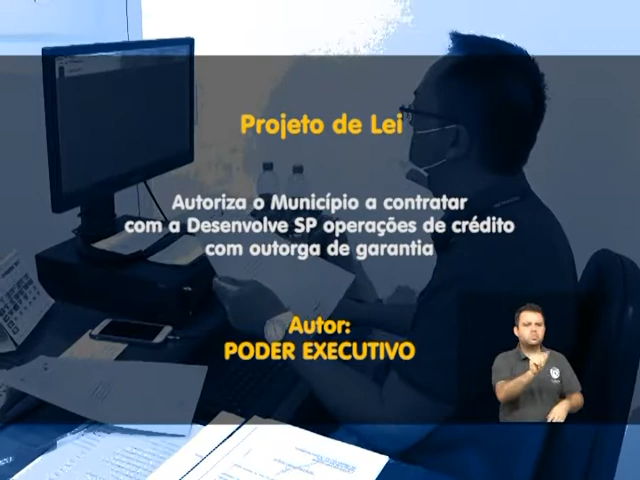 Projeto de Lei
Autoriza o Município a contratar
com a Desenvolve SP operações de crédito
com outorga de garantia
Autor:
PODER EXECUTIVO